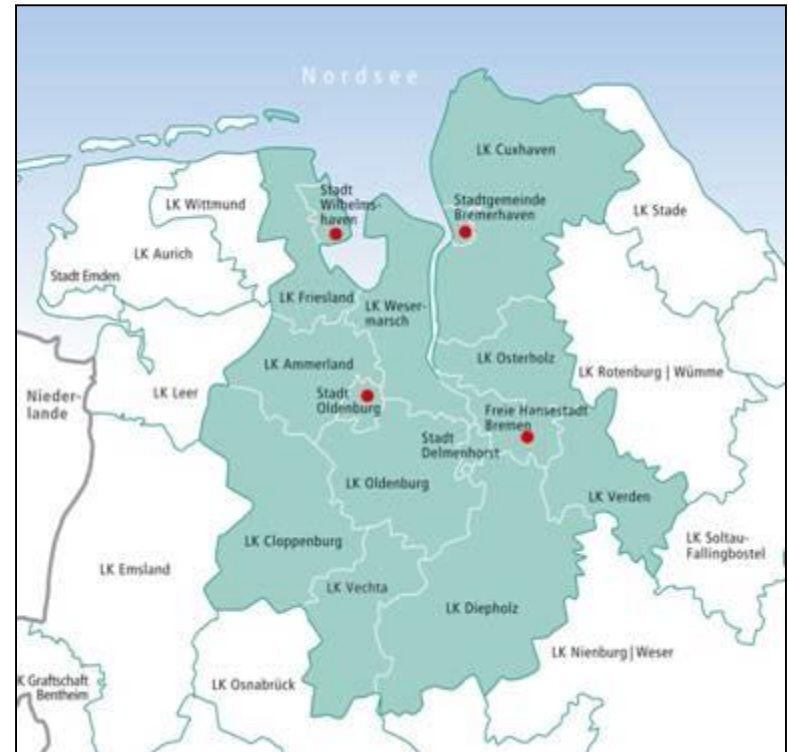 Nordsee
LK Cuxhaven
LK Wittmund
Stadt
Wilhelms-
haven
Stadtgemeinde
Bremerhaven
LK Stade
LK Aurich
Stadt Emden
LK Friesland
LK Weser-
marsch
LK Ammerland
LK Osterholz
LK Rotenburg | Wümme
Nieder-
lande
LK Leer
Stadt
Oldenburg
Freie Hansestadt
Bremen
Stadt
Delmenhorst
LK Oldenburg
LK Verden
LK Cloppenburg
LK Soltau-
Fallingbostel
LK Emsland
LK Vechta
LK Diepholz
LK Nienburg | Weser
K Graftschaft
Bentheim
LK Osnabrück